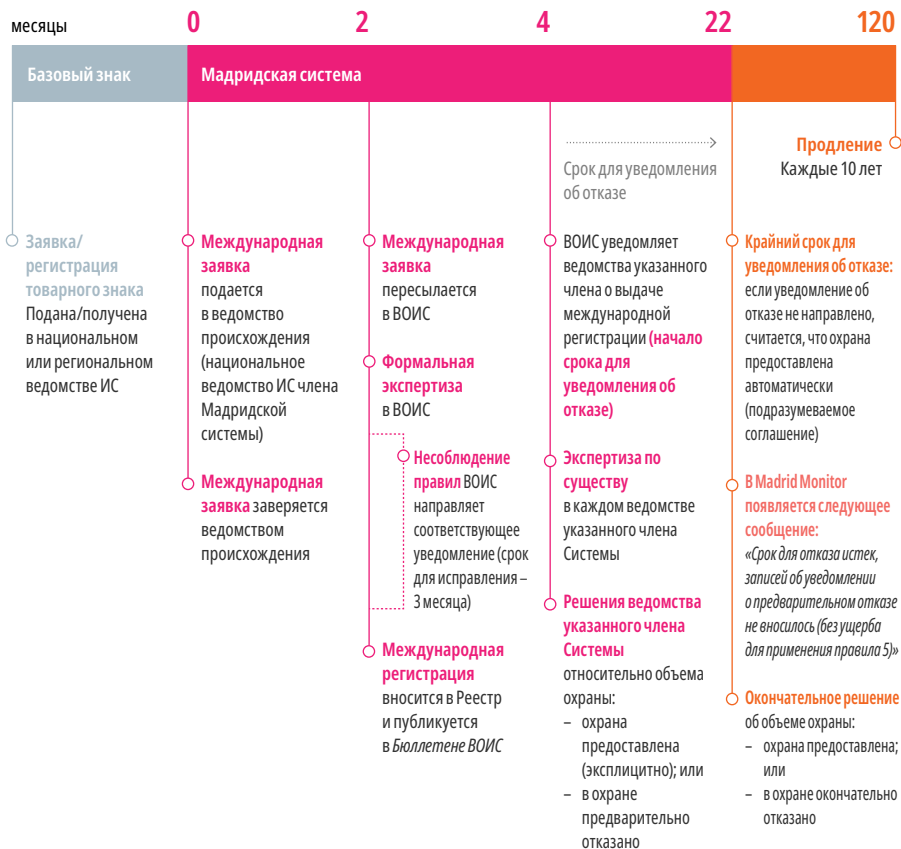 месяцы
0
2
4
22
120
Базовый знак
Мадридская система
Срок для уведомления
об отказе
Продление
Каждые 10 лет
Заявка/
регистрация
товарного знака
Подана/получена
в национальном
или региональном
ведомстве ИС
Международная
заявка
подается
в ведомство
происхождения
(национальное
ведомство ИС члена
Мадридской
системы)
Международная
заявка заверяется
ведомством
происхождения
Международная
заявка
пересылается
в ВОИС
Формальная
экспертиза
в ВОИС
Несоблюдение
правил ВОИС
направляет
соответствующее
уведомление (срок
для исправления –
3 месяца)
Международная
регистрация
вносится в Реестр
и публикуется
в Бюллетене ВОИС
ВОИС уведомляет
ведомства указанного
члена о выдаче
международной
регистрации (начало
срока для
уведомления об
отказе)
Экспертиза по
существу
в каждом ведомстве
указанного члена
Системы
Решения ведомства
указанного члена
Системы
относительно объема
охраны:
– охрана
предоставлена
(эксплицитно); или
– в охране
предварительно
отказано
Крайний срок для
уведомления об отказе:
если уведомление об
отказе не направлено,
считается, что охрана
предоставлена
автоматически
(подразумеваемое
соглашение)
В Madrid Monitor
появляется следующее
сообщение:
«Срок для отказа истек,
записей об уведомлении
о предварительном отказе
не вносилось (без ущерба
для применения правила 5)»
Окончательное решение
об объеме охраны:
– охрана предоставлена;
или
– в охране окончательно
отказано